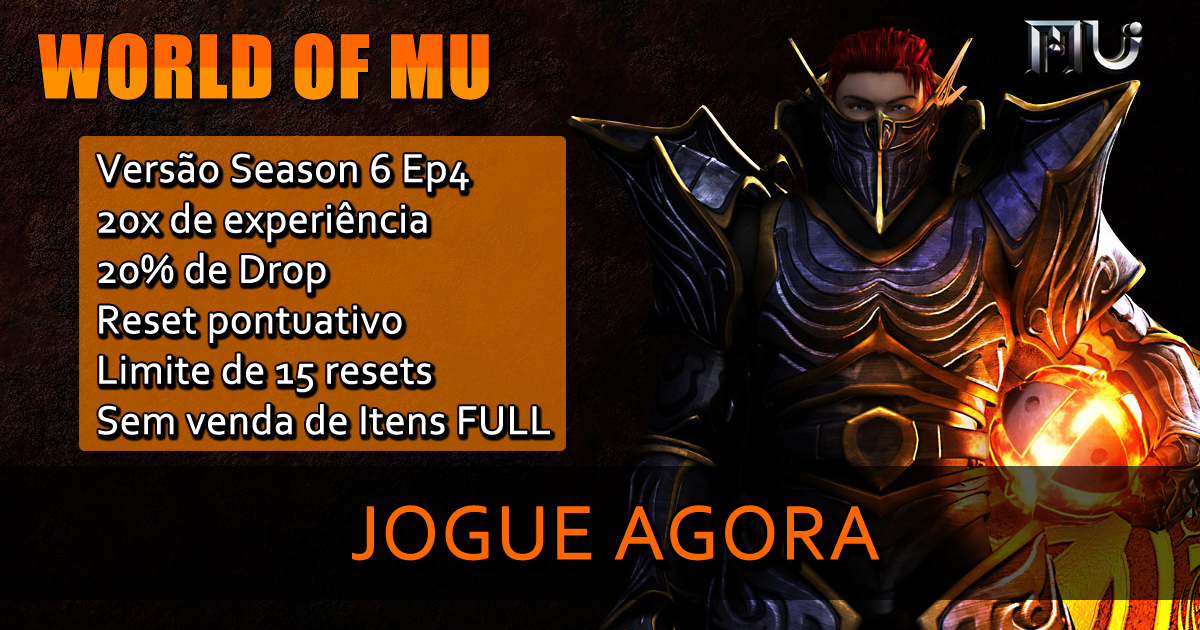 WORLD OF MU
MU
Versão Season 6 Ep4
20x de experiência
20% de Drop
Reset pontuativo
Limite de 15 resets
Sem venda de Itens FULL
JOGUE AGORA